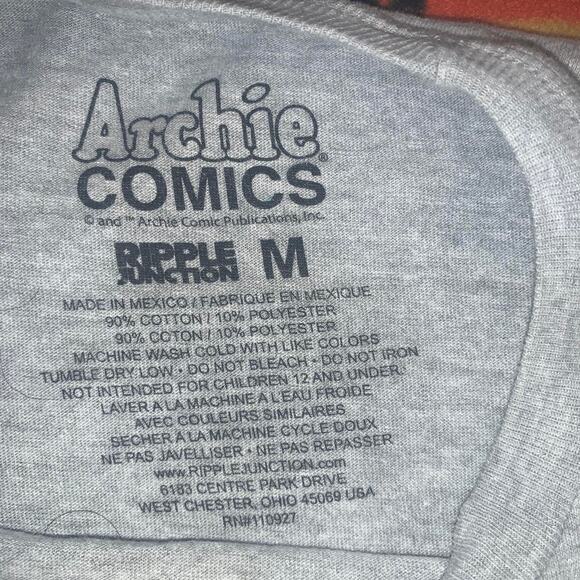 Archie®
COMICS
© and ™ Archie Comic Publications, Inc.
RIPPLE
JUNCTION M
MADE IN MEXICO / FABRIQUE EN MEXIQUE
90% COTTON / 10% POLYESTER
90% COTON / 10% POLYESTER
MACHINE WASH COLD WITH LIKE COLORS
TUMBLE DRY LOW • DO NOT BLEACH • DO NOT IRON
NOT INTENDED FOR CHILDREN 12 AND UNDER.
LAVER A LA MACHINE A L'EAU FROIDE
AVEC COULEURS SIMILAIRES
SECHER A LA MACHINE CYCLE DOUX
NE PAS JAVELLISER • NE PAS REPASSER
www.RIPPLEJUNCTION.com
6183 CENTRE PARK DRIVE
WEST CHESTER, OHIO 45069 USA
RN#110927